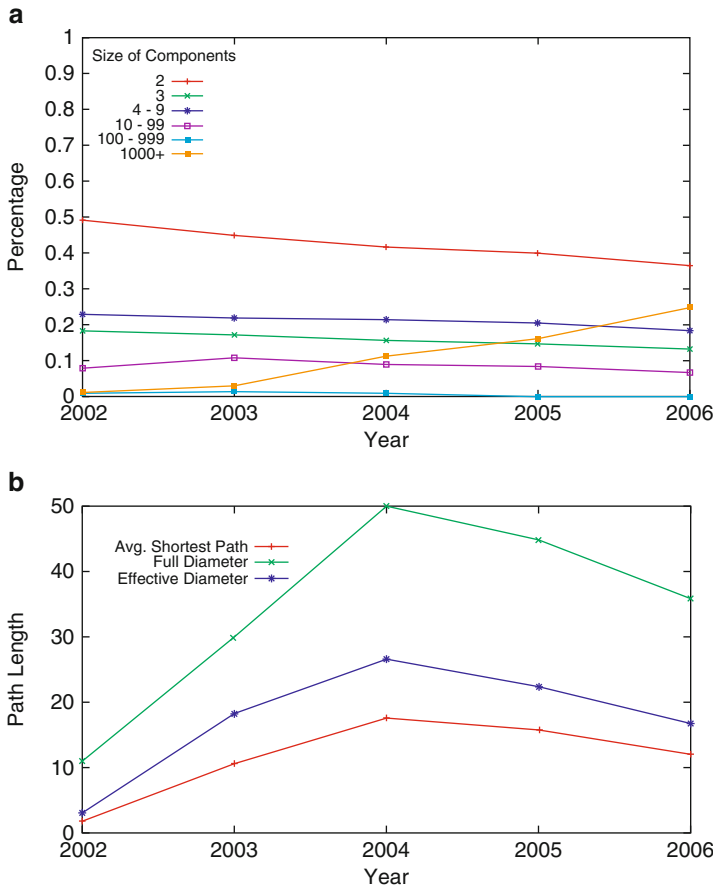 a
Size of Components
2
3
4 - 9
10 - 99
100 - 999
1000+
1
0.9
0.8
0.7
0.6
0.5
0.4
0.3
0.2
0.1
0
Percentage
2002 2003 2004 2005 2006
Year
b
Avg. Shortest Path
Full Diameter
Effective Diameter
50
40
30
20
10
0
Path Length
2002 2003 2004 2005 2006
Year